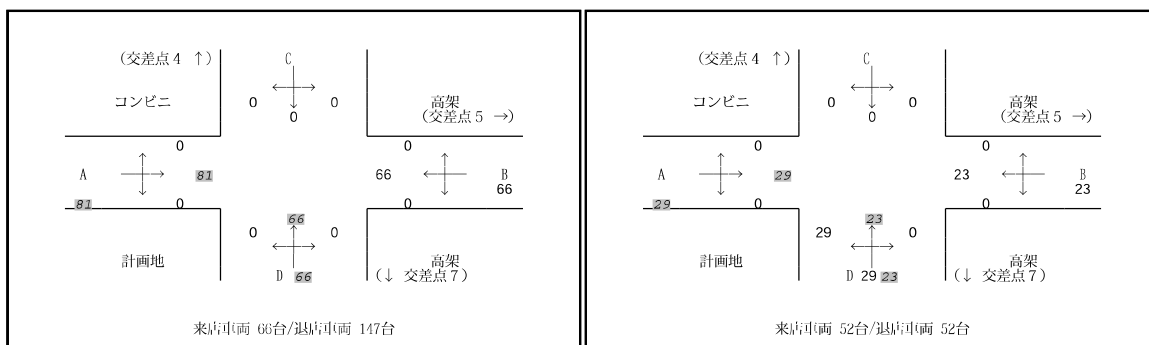 (交差点4 ↑)
C
コンビニ
0 0
高架
0
(交差点5 →)
0 0
A 81 66 B
66
81 0 0
66
0 0
計画地
高架
D 66
(↓ 交差点7)
来店車両 66台/退店車両 147台
(交差点4 ↑)
C
コンビニ
0 0
高架
0
(交差点5 →)
0 0
A 29 23 B
23
29 0 0
23
29 0
計画地
高架
D 29 23
(↓ 交差点7)
来店車両 52台/退店車両 52台